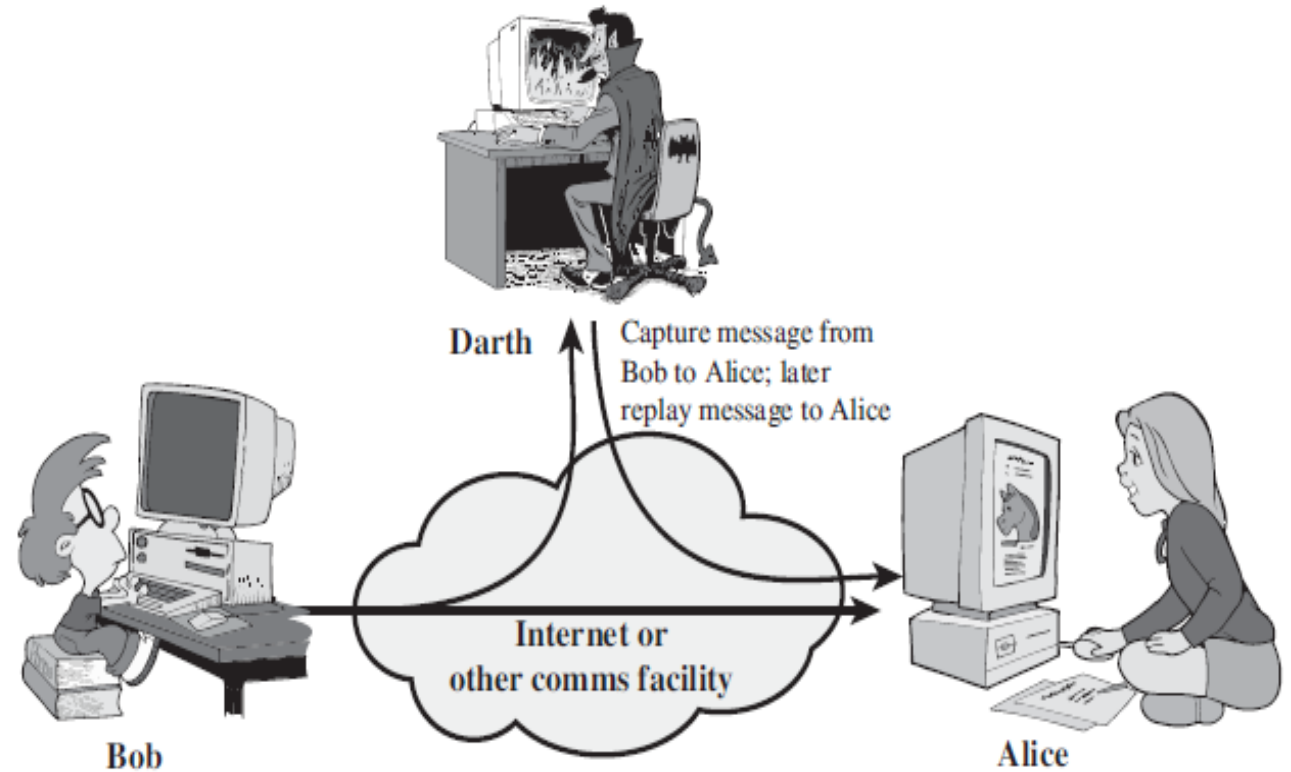 Darth
Capture message from
Bob to Alice; later
replay message to Alice
Internet or
other comms facility
Bob
Alice